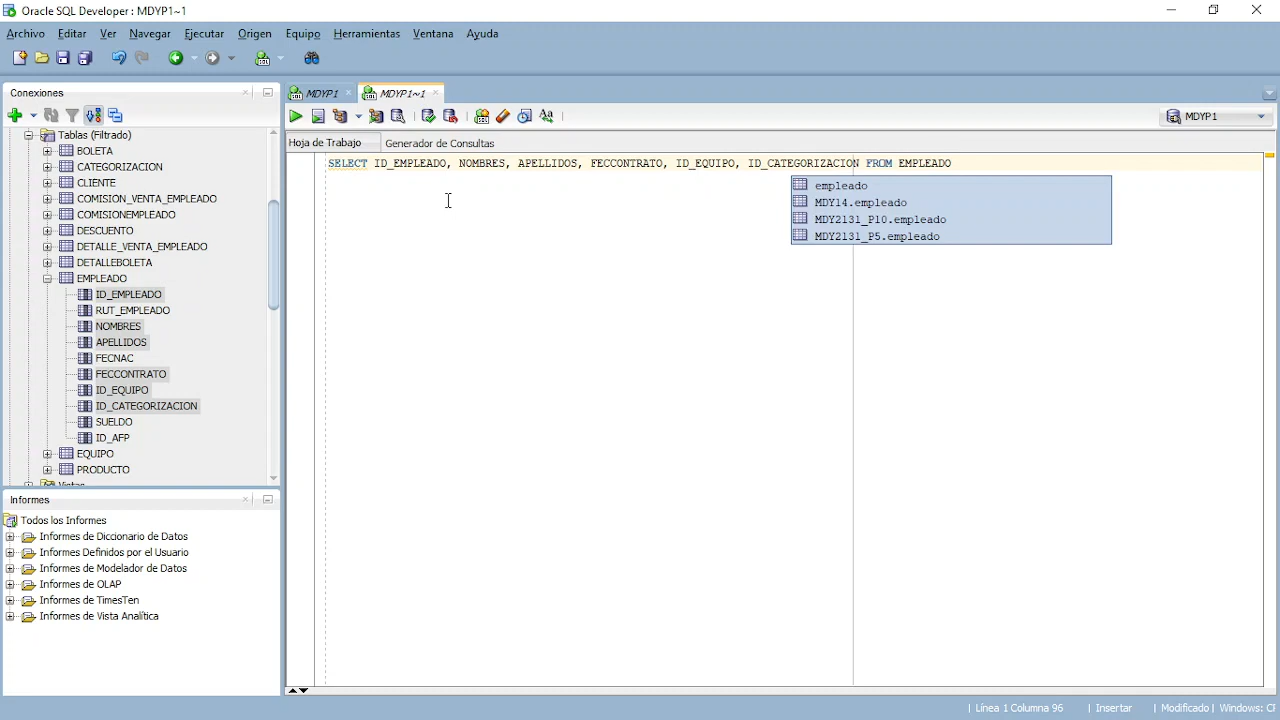 Oracle SQL Developer : MDYP1~1
Archivo Editar Ver Navegar Ejecutar Origen Equipo Herramientas Ventana Ayuda
Conexiones
Tablas (Filtrado)
BOLETA
CATEGORIZACION
CLIENTE
COMISION_VENTA_EMPLEADO
COMISIONEMPLEADO
DESCUENTO
DETALLE_VENTA_EMPLEADO
DETALLEBOLETA
EMPLEADO
ID_EMPLEADO
RUT_EMPLEADO
NOMBRES
APELLIDOS
FECNAC
FECCONTRATO
ID_EQUIPO
ID_CATEGORIZACION
SUELDO
ID_AFP
EQUIPO
PRODUCTO
Vistas
Informes
Todos los Informes
Informes de Diccionario de Datos
Informes Definidos por el Usuario
Informes de Modelador de Datos
Informes de OLAP
Informes de TimesTen
Informes de Vista Analítica
MDYP1 MDYP1~1
MDYP1
Hoja de Trabajo Generador de Consultas
SELECT ID_EMPLEADO, NOMBRES, APELLIDOS, FECCONTRATO, ID_EQUIPO, ID_CATEGORIZACION FROM EMPLEADO
empleado
MDY14.empleado
MDY2131_P10.empleado
MDY2131_P5.empleado
Línea 1 Columna 96 | Insertar | Modificado | Windows: CF